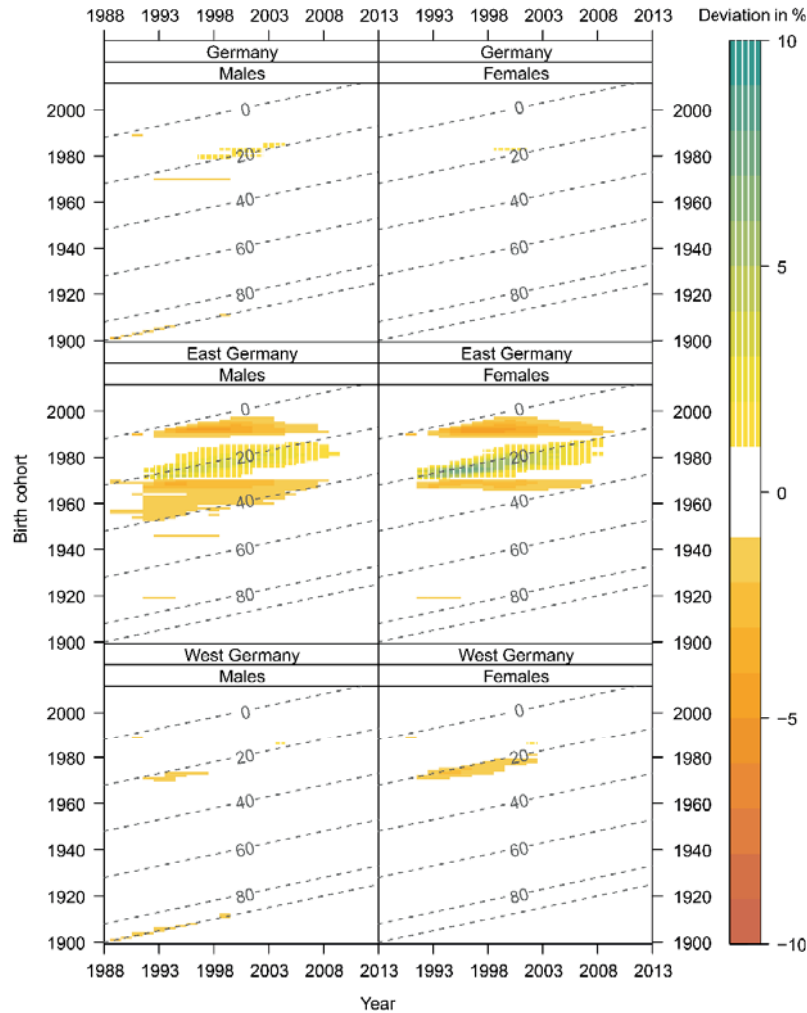 1988 1998 2008 1993 2003 2013
1993 2003 2013 1998 2008
Deviation in %
Germany Germany
Males Females
2000 0 0 2000
1980 20 20 1980
1960 40 40 1960
1940 60 60 1940
1920 80 80 1920
1900 1900
East Germany East Germany
Males Females
2000 0 0 2000
1980 20 20 1980
1960 40 40 1960
1940 60 60 1940
1920 80 80 1920
1900 1900
West Germany West Germany
Males Females
2000 0 0 2000
1980 20 20 1980
1960 40 40 1960
1940 60 60 1940
1920 80 80 1920
1900 1900
1988 1993 1998 2003 2008 2013 1993 1998 2003 2008 2013
Year
Birth cohort
10
5
0
−5
−10